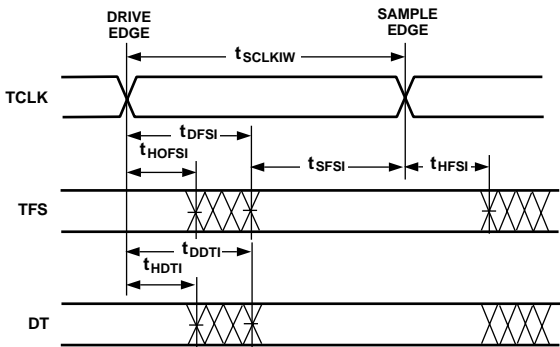 DRIVE
EDGE
SAMPLE
EDGE
tSCLKIW
TCLK
tDFSI
tHOFSI
tSFSI
tHFSI
TFS
tDDTI
tHDTI
DT